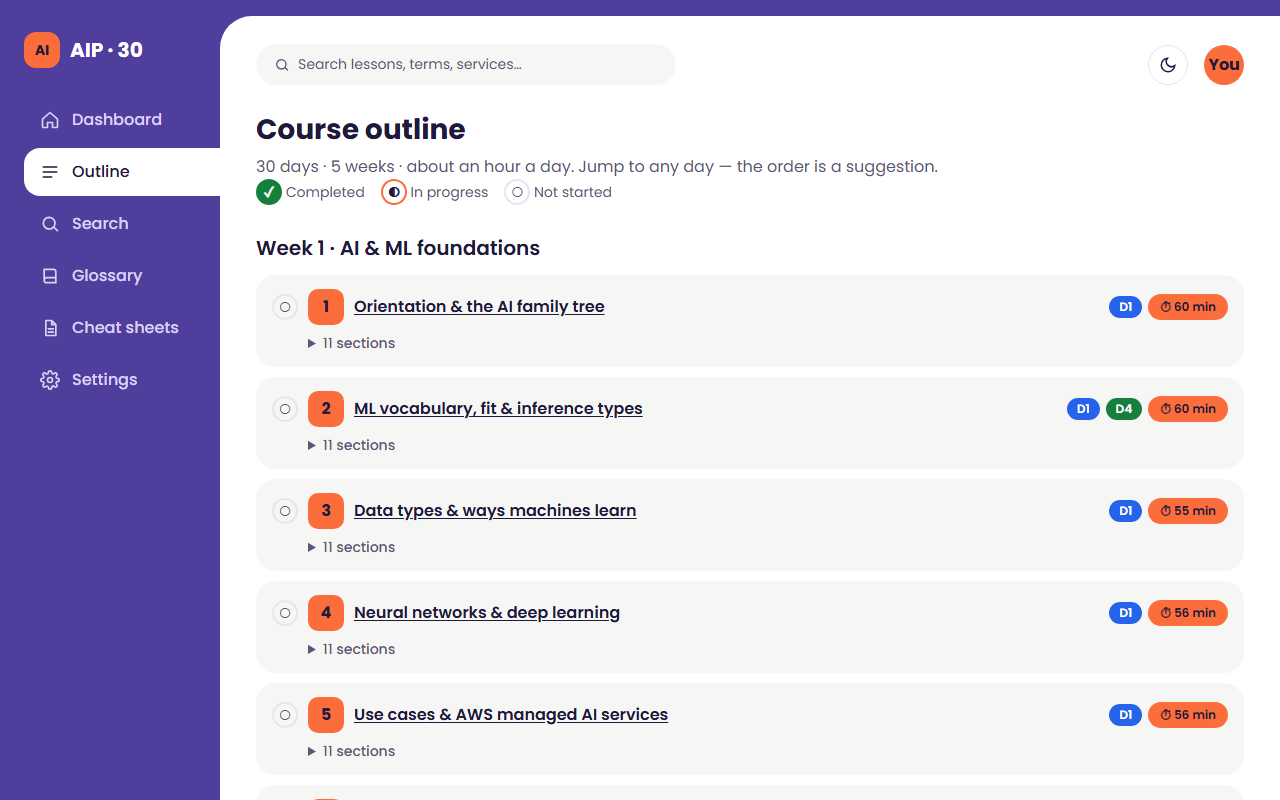 AI AIP · 30
Dashboard
Outline
Search
Glossary
Cheat sheets
Settings
Search lessons, terms, services…
You
Course outline
30 days · 5 weeks · about an hour a day. Jump to any day — the order is a suggestion.
Completed In progress Not started
Week 1 · AI & ML foundations
1 Orientation & the AI family tree D1 60 min
11 sections
2 ML vocabulary, fit & inference types D1 D4 60 min
11 sections
3 Data types & ways machines learn D1 55 min
11 sections
4 Neural networks & deep learning D1 56 min
11 sections
5 Use cases & AWS managed AI services D1 56 min
11 sections